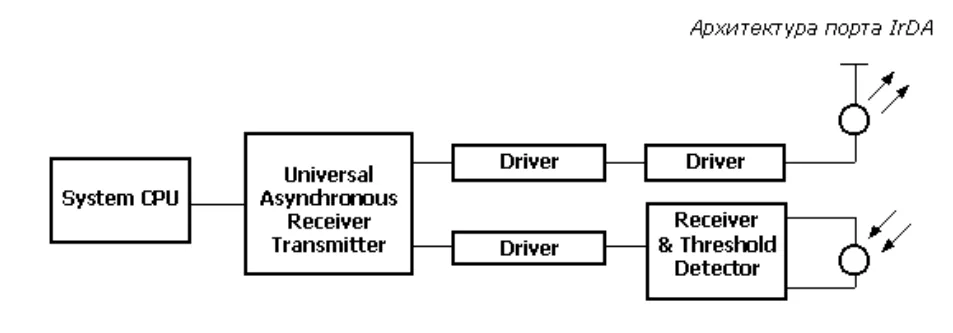 Архитектура порта IrDA
System CPU
Universal
Asynchronous
Receiver
Transmitter
Driver
Driver
Driver
Receiver
& Threshold
Detector